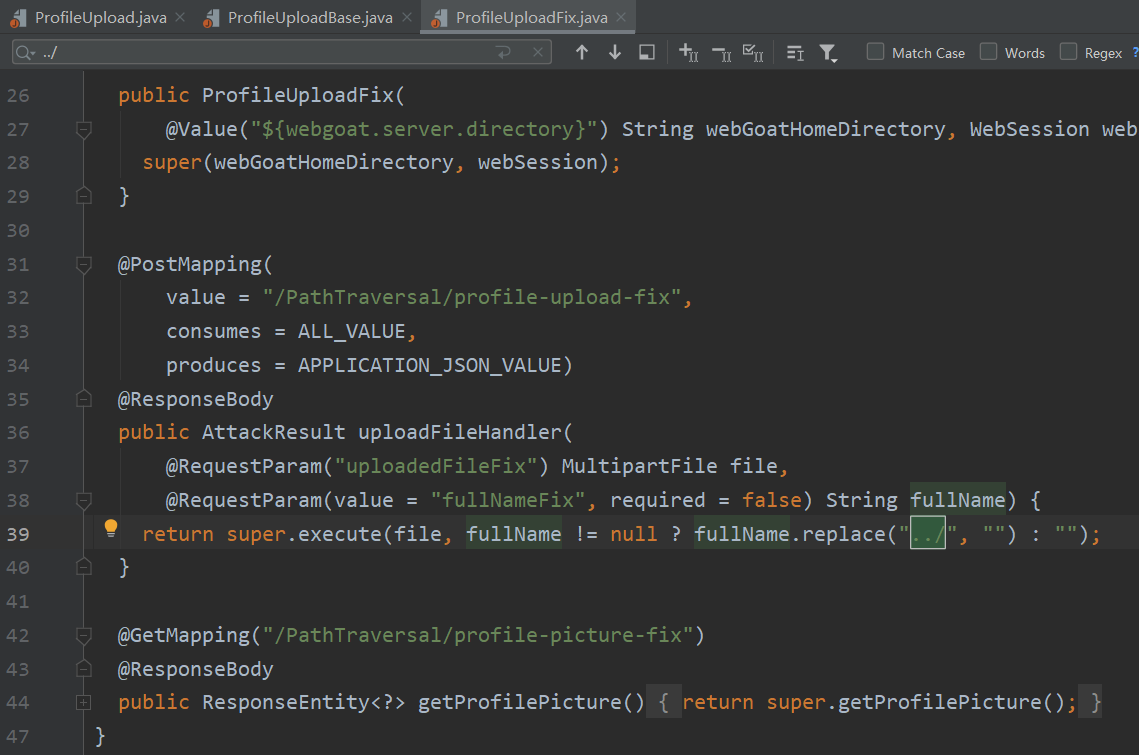 ProfileUpload.java ProfileUploadBase.java ProfileUploadFix.java
../ Match Case Words Regex ?
26 public ProfileUploadFix(
27 @Value("${webgoat.server.directory}") String webGoatHomeDirectory, WebSession web
28 super(webGoatHomeDirectory, webSession);
29 }
30
31 @PostMapping(
32 value = "/PathTraversal/profile-upload-fix",
33 consumes = ALL_VALUE,
34 produces = APPLICATION_JSON_VALUE)
35 @ResponseBody
36 public AttackResult uploadFileHandler(
37 @RequestParam("uploadedFileFix") MultipartFile file,
38 @RequestParam(value = "fullNameFix", required = false) String fullName) {
39 return super.execute(file, fullName != null ? fullName.replace("../", "") : "");
40 }
41
42 @GetMapping("/PathTraversal/profile-picture-fix")
43 @ResponseBody
44 public ResponseEntity<?> getProfilePicture() { return super.getProfilePicture(); }
47 }